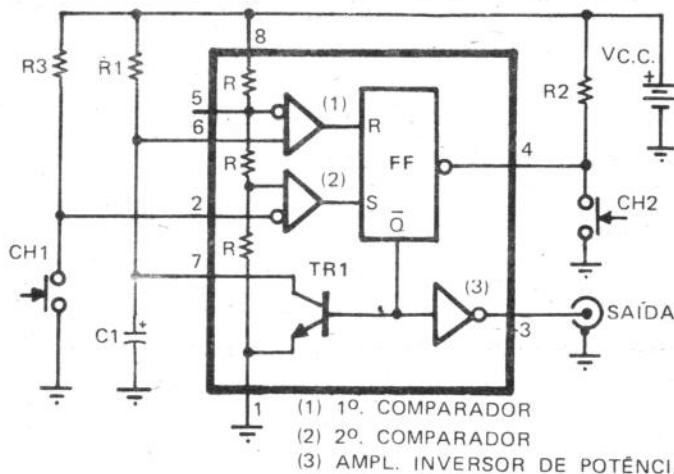 8
R3
R1
R
5
(1)
6
R
FF
R
(2)
2
S
R
Q̅
7
TR1
CH1
C1
+
(3)
3
1
4
R2
VC.C.
+
CH2
SAÍDA
(1) 1º. COMPARADOR
(2) 2º. COMPARADOR
(3) AMPL. INVERSOR DE POTÊNCI